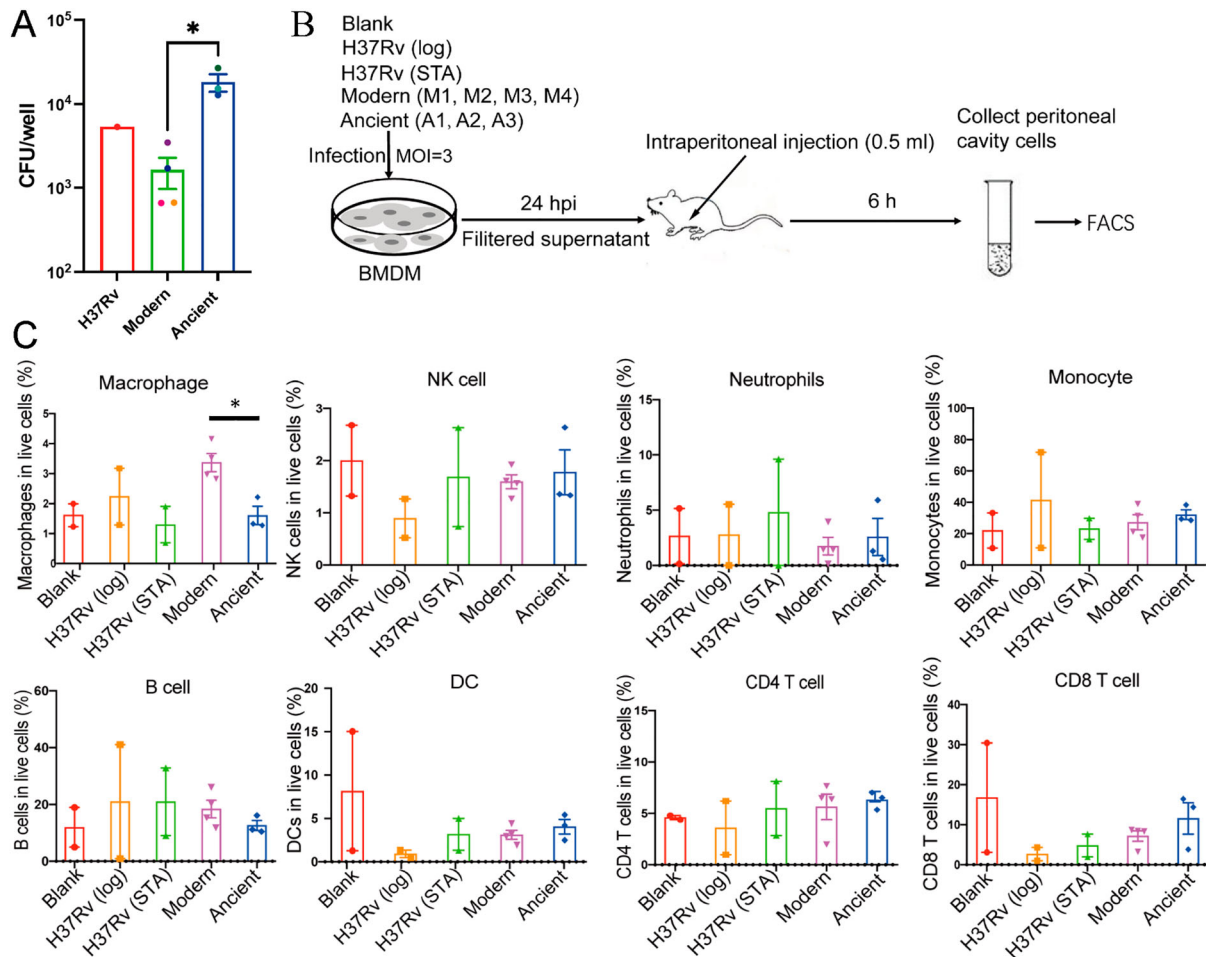 A
CFU/well
10⁵
10⁴
10³
10²
*
H37Rv
Modern
Ancient
B
Blank
H37Rv (log)
H37Rv (STA)
Modern (M1, M2, M3, M4)
Ancient (A1, A2, A3)
Infection MOI=3
BMDM
24 hpi
Filitered supernatant
Intraperitoneal injection (0.5 ml)
6 h
Collect peritoneal
cavity cells
FACS
C
Macrophage
Macrophages in live cells (%)
5
4
3
2
1
0
*
Blank
H37Rv (log)
H37Rv (STA)
Modern
Ancient
NK cell
NK cells in live cells (%)
3
2
1
0
Blank
H37Rv (log)
H37Rv (STA)
Modern
Ancient
Neutrophils
Neutrophils in live cells (%)
15
10
5
0
Blank
H37Rv (log)
H37Rv (STA)
Modern
Ancient
Monocyte
Monocytes in live cells (%)
100
80
60
40
20
0
Blank
H37Rv (log)
H37Rv (STA)
Modern
Ancient
B cell
B cells in live cells (%)
60
40
20
0
Blank
H37Rv (log)
H37Rv (STA)
Modern
Ancient
DC
DCs in live cells (%)
20
15
10
5
0
Blank
H37Rv (log)
H37Rv (STA)
Modern
Ancient
CD4 T cell
CD4 T cells in live cells (%)
15
10
5
0
Blank
H37Rv (log)
H37Rv (STA)
Modern
Ancient
CD8 T cell
CD8 T cells in live cells (%)
40
30
20
10
0
Blank
H37Rv (log)
H37Rv (STA)
Modern
Ancient